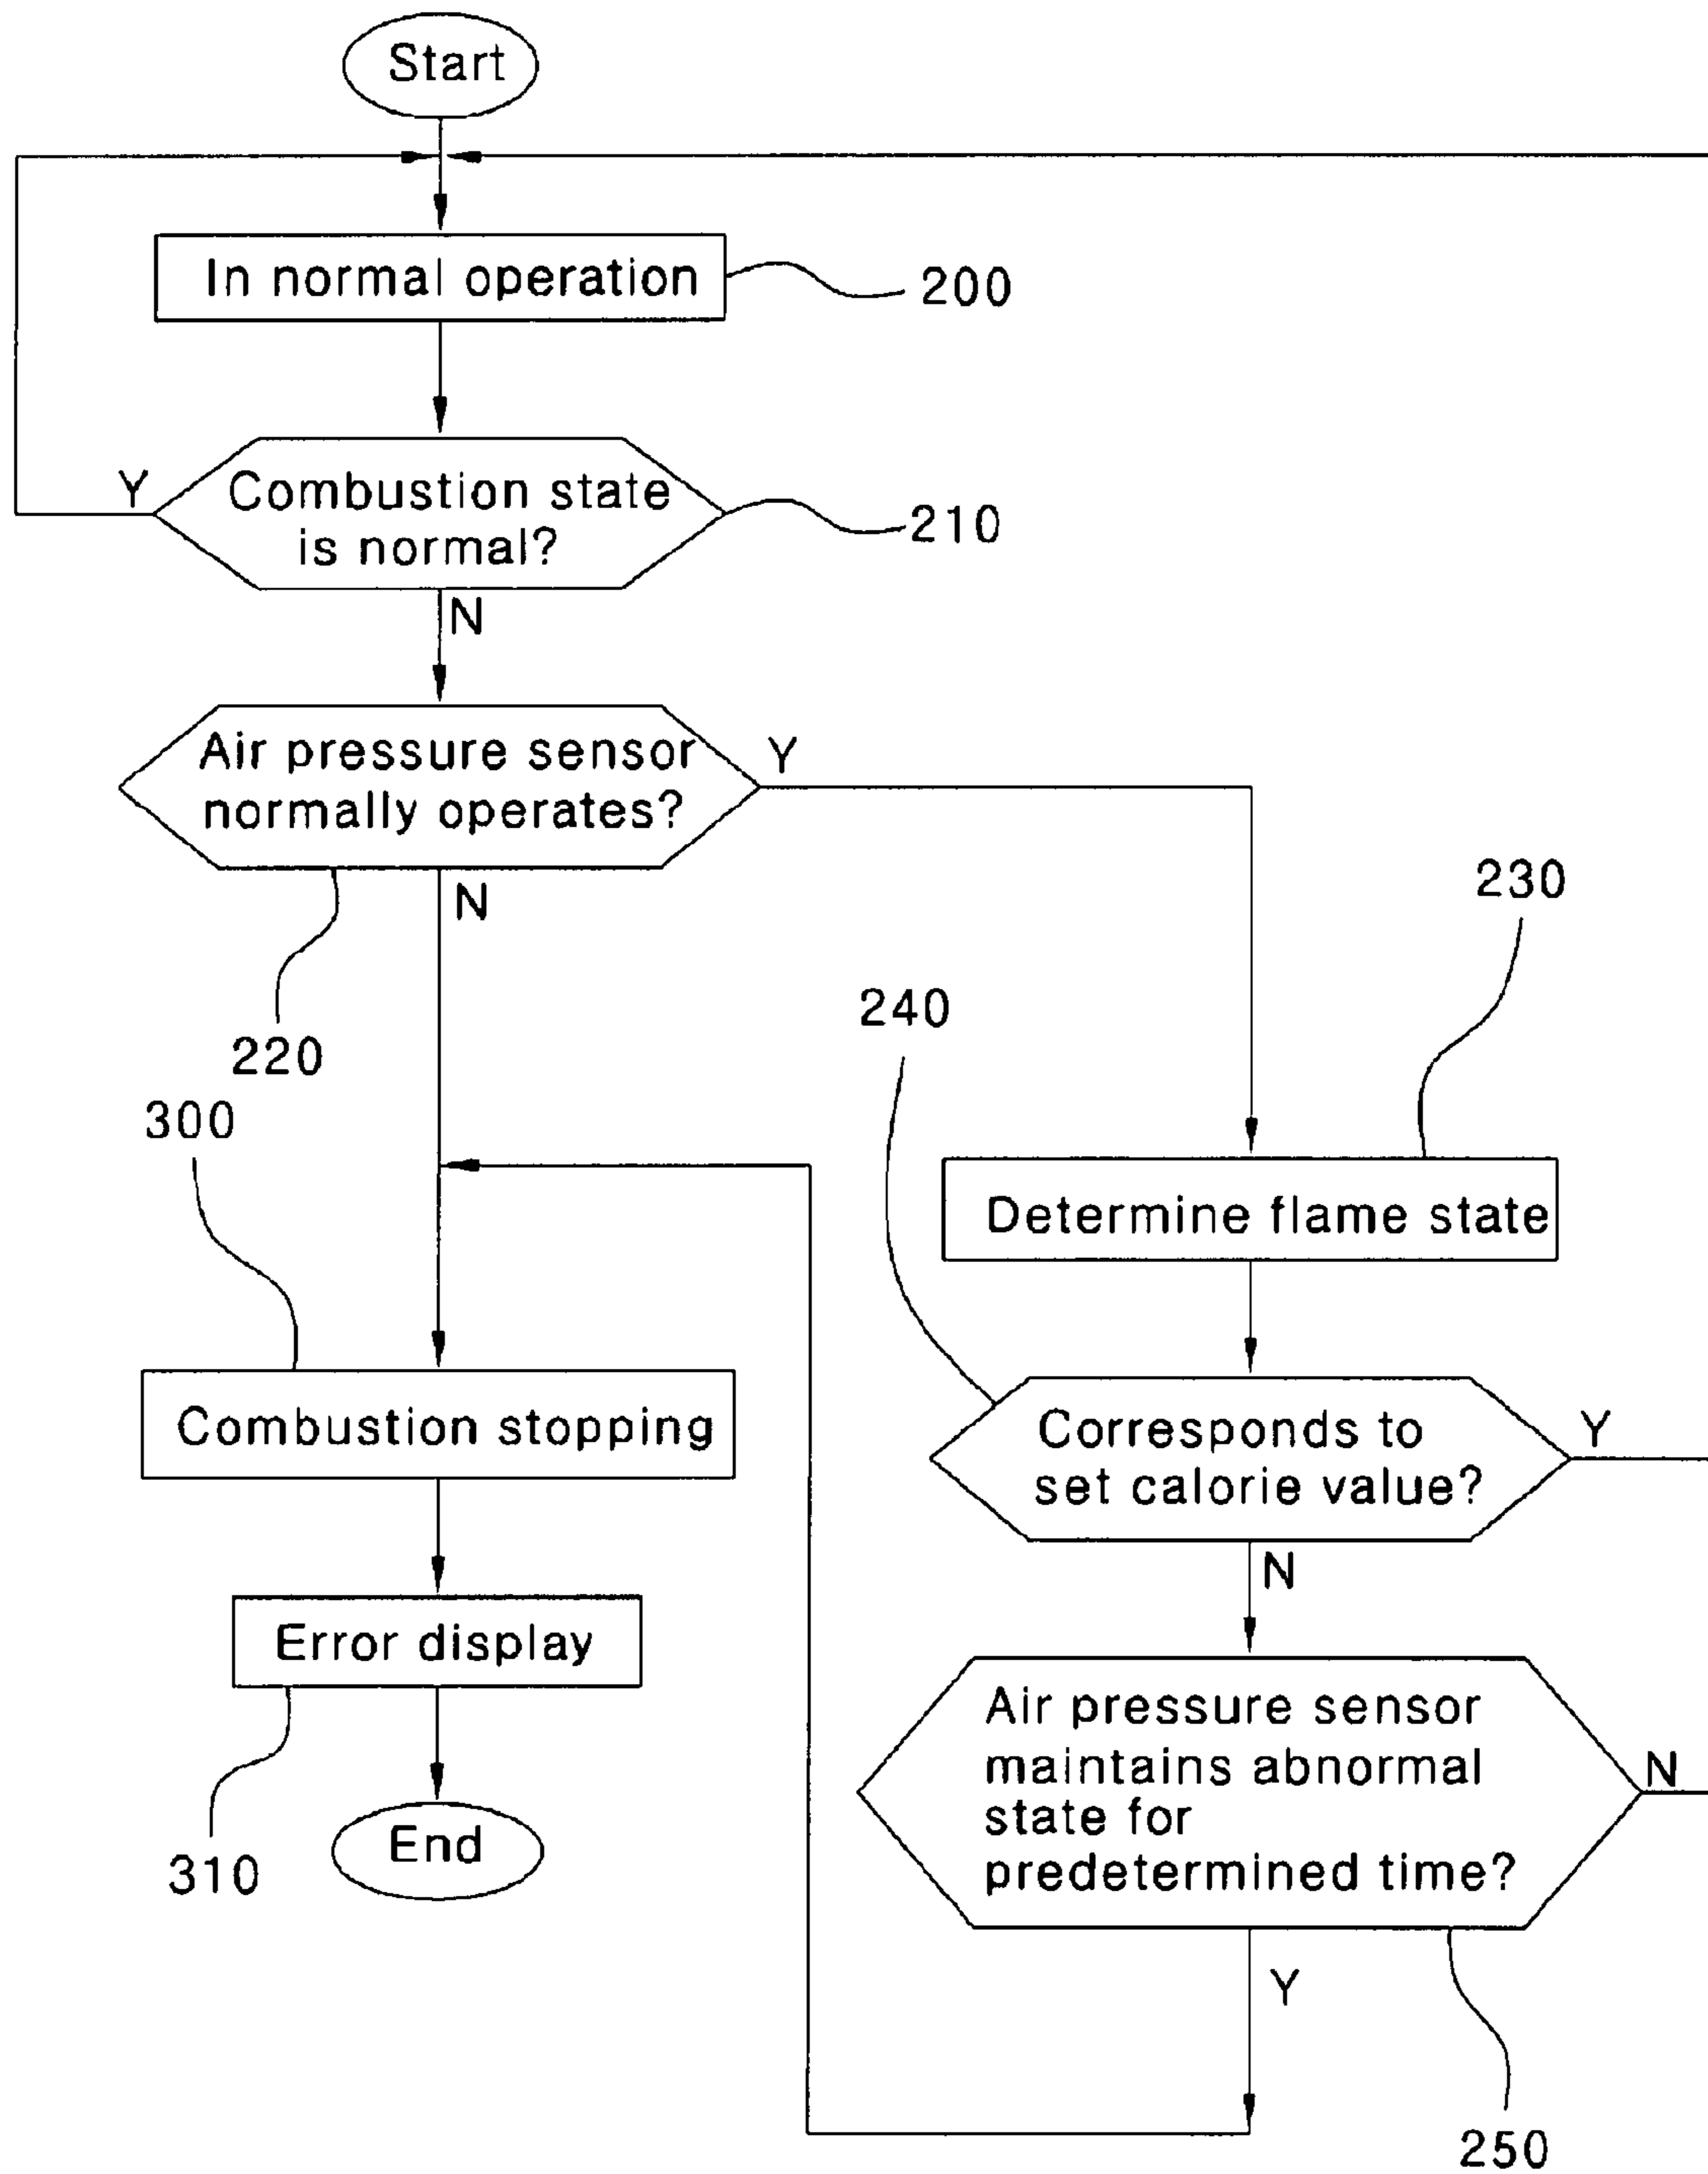 Start
In normal operation
200
Y
Combustion state
is normal?
210
N
Air pressure sensor
normally operates?
Y
N
220
230
240
300
Determine flame state
Combustion stopping
Corresponds to
set calorie value?
Y
N
Error display
310
End
Air pressure sensor
maintains abnormal
state for
predetermined time?
N
Y
250